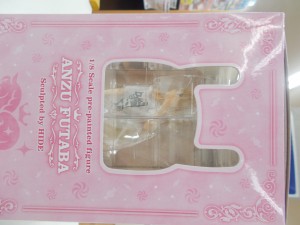 1/8 Scale pre-painted figure
ANZU FUTABA
Sculpted by HIDE